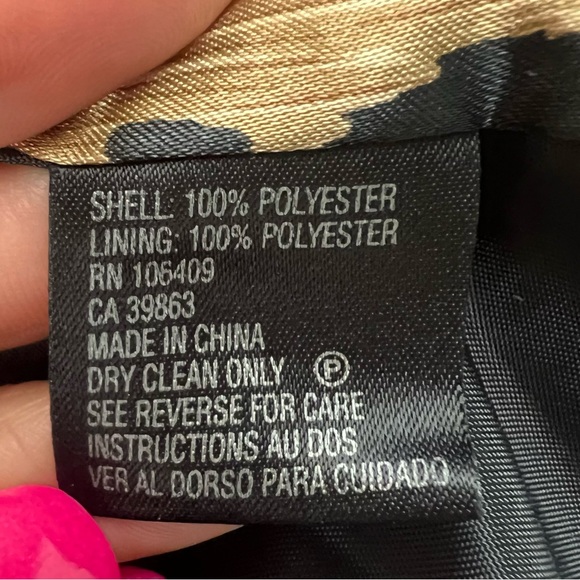 SHELL: 100% POLYESTER
LINING: 100% POLYESTER
RN 106409
CA 39863
MADE IN CHINA
DRY CLEAN ONLY Ⓟ
SEE REVERSE FOR CARE
INSTRUCTIONS AU DOS
VER AL DORSO PARA CUIDADO